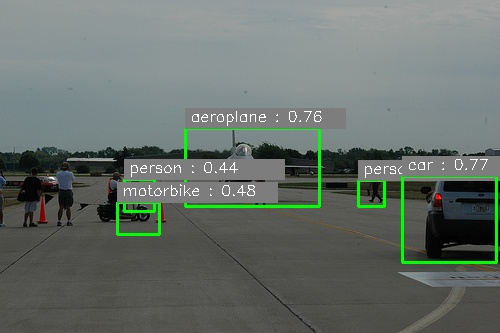 aeroplane : 0.76
person : 0.44
perso
car : 0.77
motorbike : 0.48